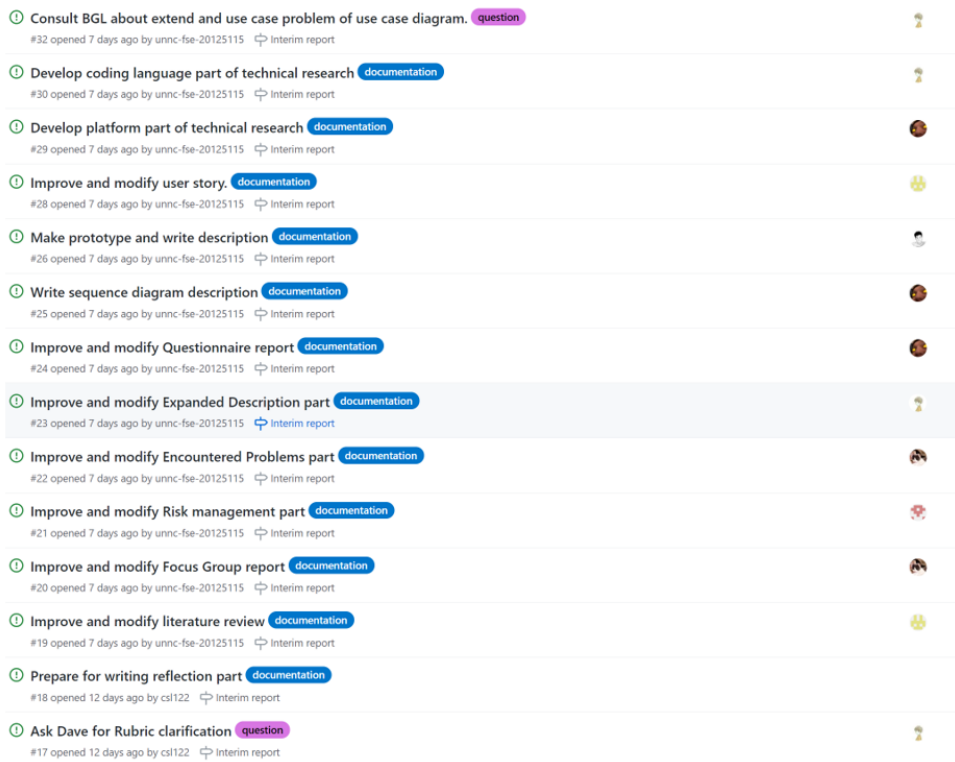 Consult BGL about extend and use case problem of use case diagram. question
#32 opened 7 days ago by unnc-fse-20125115 Interim report
Develop coding language part of technical research documentation
#30 opened 7 days ago by unnc-fse-20125115 Interim report
Develop platform part of technical research documentation
#29 opened 7 days ago by unnc-fse-20125115 Interim report
Improve and modify user story. documentation
#28 opened 7 days ago by unnc-fse-20125115 Interim report
Make prototype and write description documentation
#26 opened 7 days ago by unnc-fse-20125115 Interim report
Write sequence diagram description documentation
#25 opened 7 days ago by unnc-fse-20125115 Interim report
Improve and modify Questionnaire report documentation
#24 opened 7 days ago by unnc-fse-20125115 Interim report
Improve and modify Expanded Description part documentation
#23 opened 7 days ago by unnc-fse-20125115 Interim report
Improve and modify Encountered Problems part documentation
#22 opened 7 days ago by unnc-fse-20125115 Interim report
Improve and modify Risk management part documentation
#21 opened 7 days ago by unnc-fse-20125115 Interim report
Improve and modify Focus Group report documentation
#20 opened 7 days ago by unnc-fse-20125115 Interim report
Improve and modify literature review documentation
#19 opened 7 days ago by unnc-fse-20125115 Interim report
Prepare for writing reflection part documentation
#18 opened 12 days ago by csl122 Interim report
Ask Dave for Rubric clarification question
#17 opened 12 days ago by csl122 Interim report